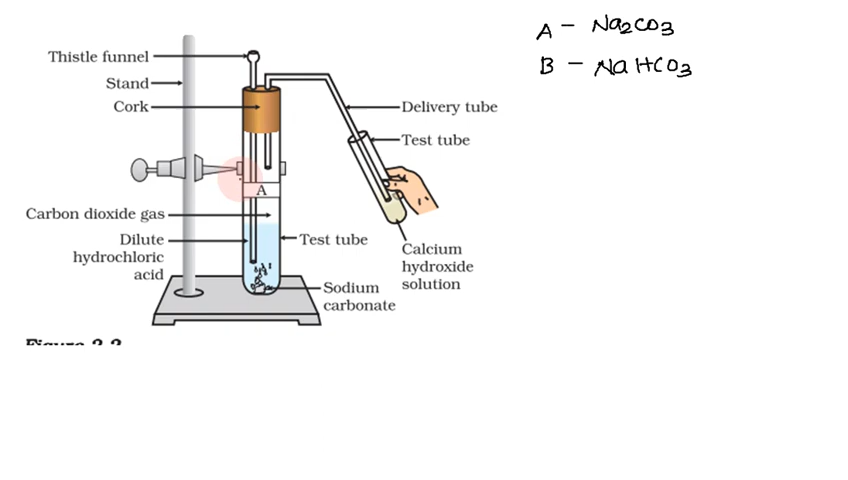 A - Na2CO3
B - NaHCO3
Thistle funnel
Stand
Cork
Delivery tube
Test tube
A
Carbon dioxide gas
Dilute
hydrochloric
acid
Test tube
Calcium
hydroxide
solution
Sodium
carbonate